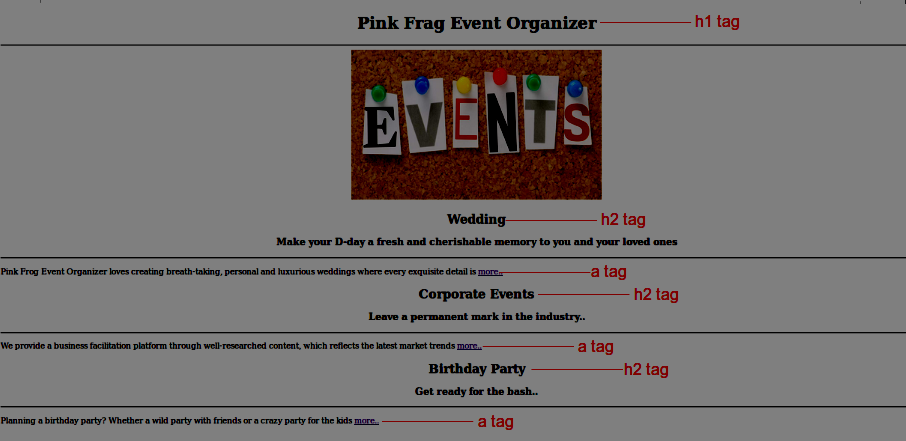 Pink Frag Event Organizer h1 tag
EVENTS
Wedding h2 tag
Make your D-day a fresh and cherishable memory to you and your loved ones
Pink Frog Event Organizer loves creating breath-taking, personal and luxurious weddings where every exquisite detail is more.. a tag
Corporate Events h2 tag
Leave a permanent mark in the industry..
We provide a business facilitation platform through well-researched content, which reflects the latest market trends more.. a tag
Birthday Party h2 tag
Get ready for the bash..
Planning a birthday party? Whether a wild party with friends or a crazy party for the kids more.. a tag